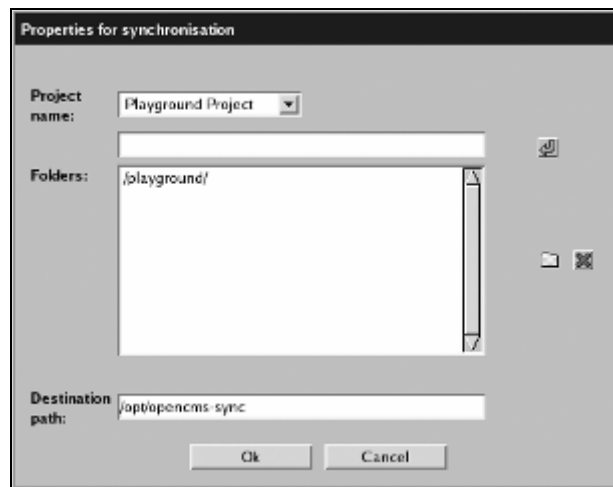 Properties for synchronisation
Project
name:
Playground Project
Folders:
/playground/
Destination
path:
/opt/opencms-sync
Ok
Cancel